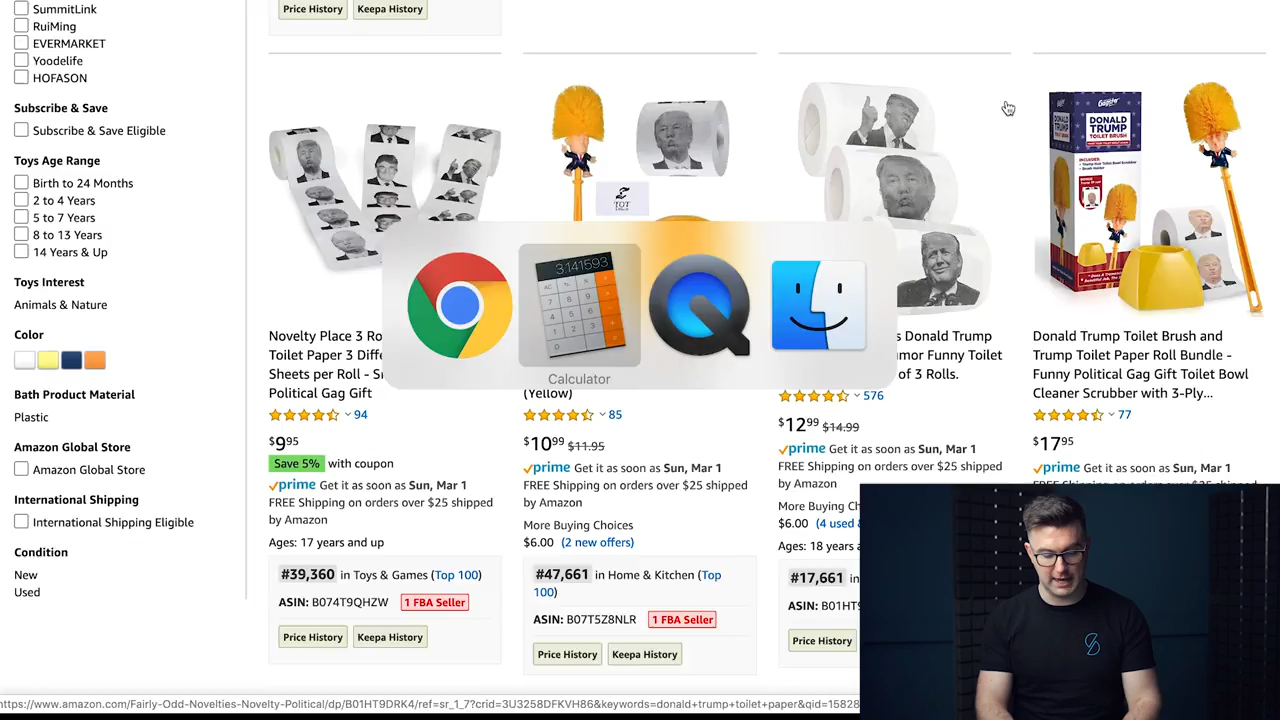 SummitLink
RuiMing
EVERMARKET
Yoodelife
HOFASON
Subscribe & Save
Subscribe & Save Eligible
Toys Age Range
Birth to 24 Months
2 to 4 Years
5 to 7 Years
8 to 13 Years
14 Years & Up
Toys Interest
Animals & Nature
Color
Bath Product Material
Plastic
Amazon Global Store
Amazon Global Store
International Shipping
International Shipping Eligible
Condition
New
Used
Price History
Keepa History
Novelty Place 3 Ro
Toilet Paper 3 Diffe
Sheets per Roll - S
Political Gag Gift
94
$9 95
Save 5% with coupon
prime Get it as soon as Sun, Mar 1
FREE Shipping on orders over $25 shipped
by Amazon
Ages: 17 years and up
#39,360 in Toys & Games (Top 100)
ASIN: B074T9QHZW 1 FBA Seller
Price History
Keepa History
TOT
(Yellow)
85
$10 99 $11.95
prime Get it as soon as Sun, Mar 1
FREE Shipping on orders over $25 shipped
by Amazon
More Buying Choices
$6.00 (2 new offers)
#47,661 in Home & Kitchen (Top
100)
ASIN: B07T5Z8NLR 1 FBA Seller
Price History
Keepa History
s Donald Trump
umor Funny Toilet
of 3 Rolls.
576
$12 99 $14.99
prime Get it as soon as Sun, Mar 1
FREE Shipping on orders over $25 shipped
by Amazon
More Buy
$6.00 (4 used &
Ages: 18 years a
#17,661 in
ASIN: B01HT9
Price History
DONALD
TRUMP
TOILET BRUSH
Donald Trump Toilet Brush and
Trump Toilet Paper Roll Bundle -
Funny Political Gag Gift Toilet Bowl
Cleaner Scrubber with 3-Ply...
77
$17 95
prime Get it as soon as Sun, Mar 1
3.141593
Calculator
https://www.amazon.com/Fairly-Odd-Novelties-Novelty-Political/dp/B01HT9DRK4/ref=sr_1_7?crid=3U3258DFKVH86&keywords=donald+trump+toilet+paper&qid=15828